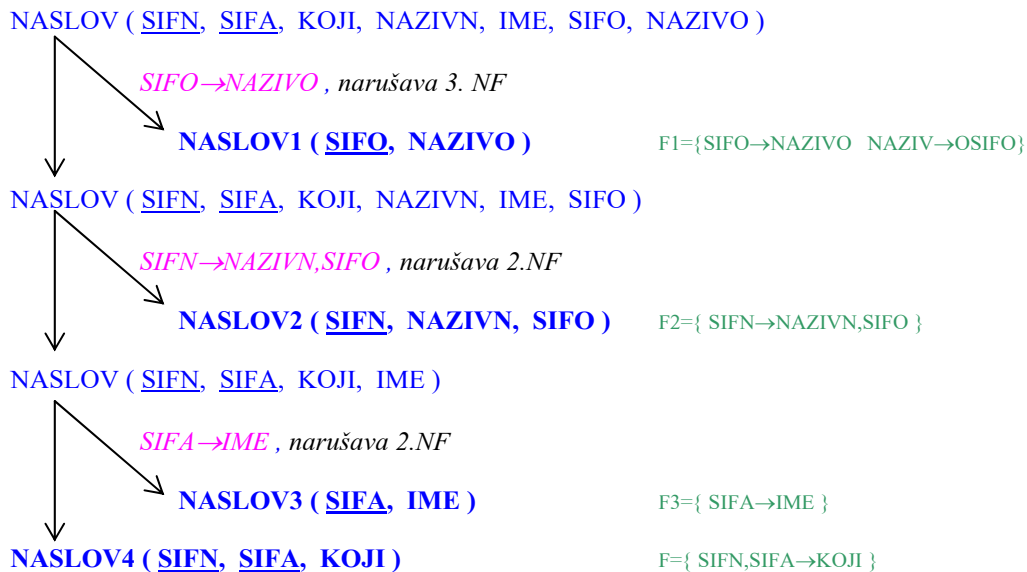 NASLOV ( SIFN, SIFA, KOJI, NAZIVN, IME, SIFO, NAZIVO )
SIFO→NAZIVO , narušava 3. NF
NASLOV1 ( SIFO, NAZIVO ) F1={SIFO→NAZIVO NAZIV→OSIFO}
NASLOV ( SIFN, SIFA, KOJI, NAZIVN, IME, SIFO )
SIFN→NAZIVN,SIFO , narušava 2.NF
NASLOV2 ( SIFN, NAZIVN, SIFO ) F2={ SIFN→NAZIVN,SIFO }
NASLOV ( SIFN, SIFA, KOJI, IME )
SIFA→IME , narušava 2.NF
NASLOV3 ( SIFA, IME ) F3={ SIFA→IME }
NASLOV4 ( SIFN, SIFA, KOJI ) F={ SIFN,SIFA→KOJI }